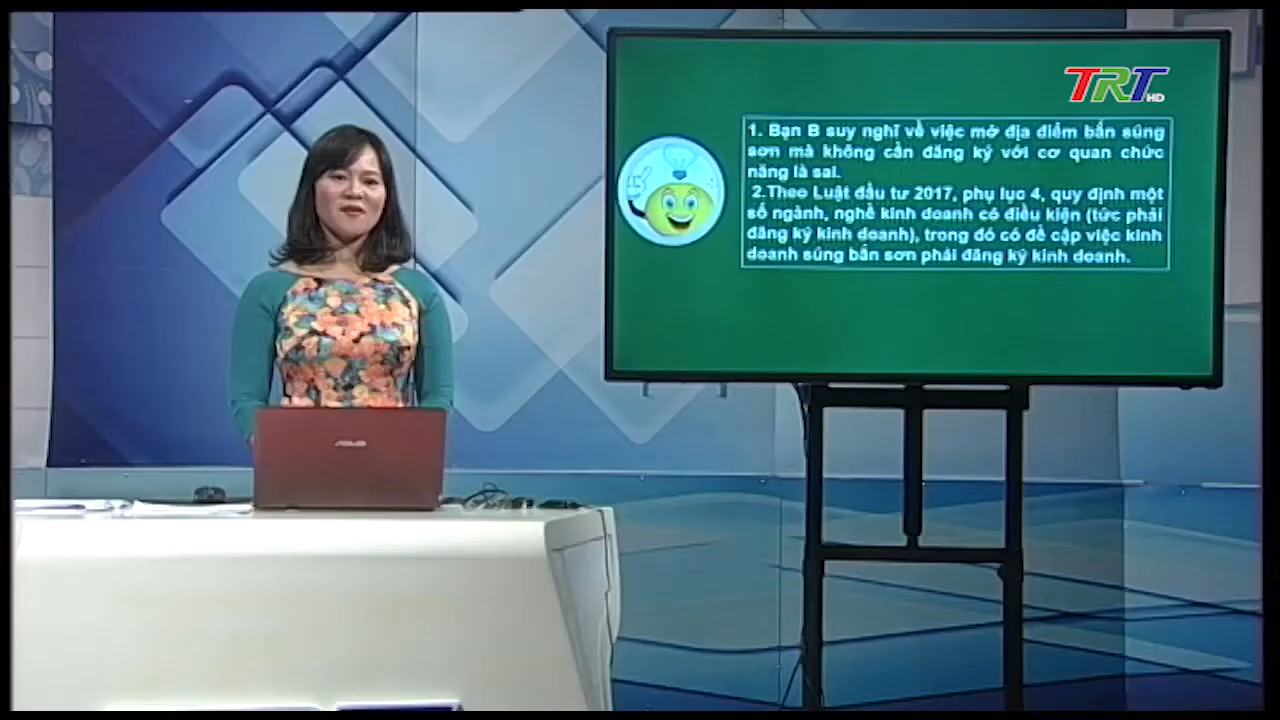 TRT HD
1. Bạn B suy nghĩ về việc mở địa điểm bắn súng
sơn mà không cần đăng ký với cơ quan chức
năng là sai.
2.Theo Luật đầu tư 2017, phụ lục 4, quy định một
số ngành, nghề kinh doanh có điều kiện (tức phải
đăng ký kinh doanh), trong đó có đề cập việc kinh
doanh súng bắn sơn phải đăng ký kinh doanh.
ASUS